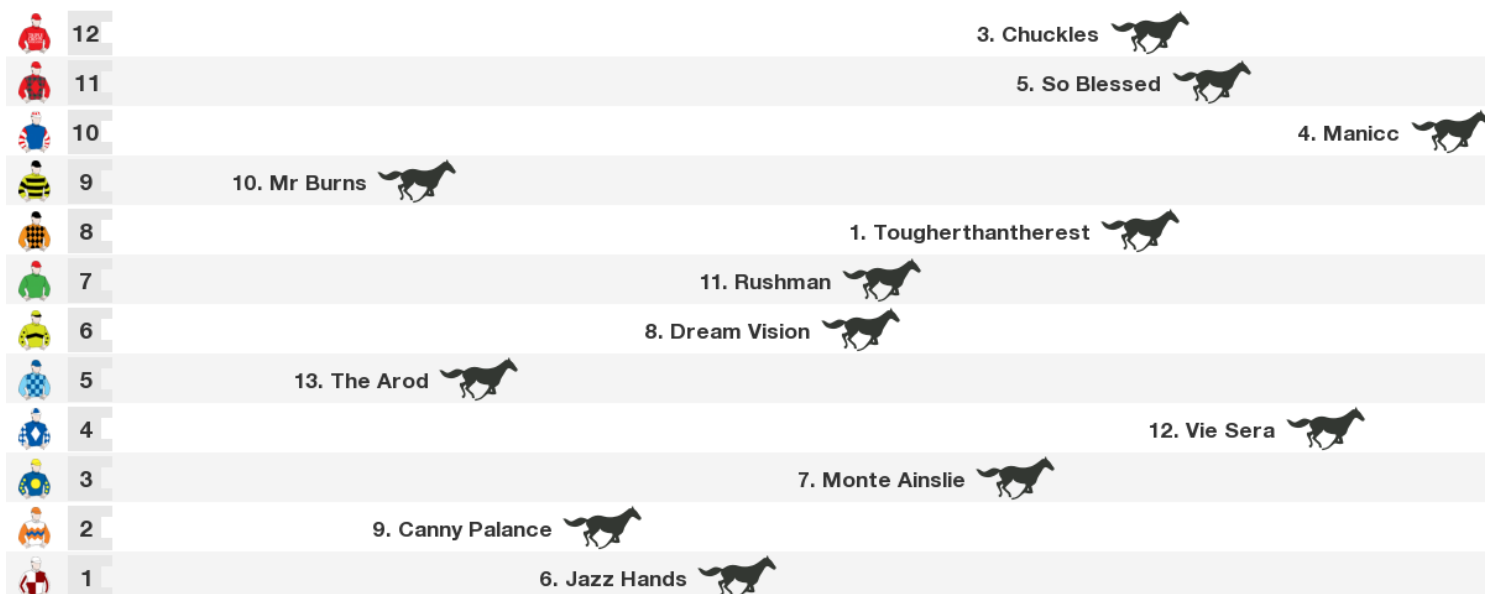 12 3. Chuckles
11 5. So Blessed
10 4. Manicc
9 10. Mr Burns
8 1. Tougherthantherest
7 11. Rushman
6 8. Dream Vision
5 13. The Arod
4 12. Vie Sera
3 7. Monte Ainslie
2 9. Canny Palance
1 6. Jazz Hands